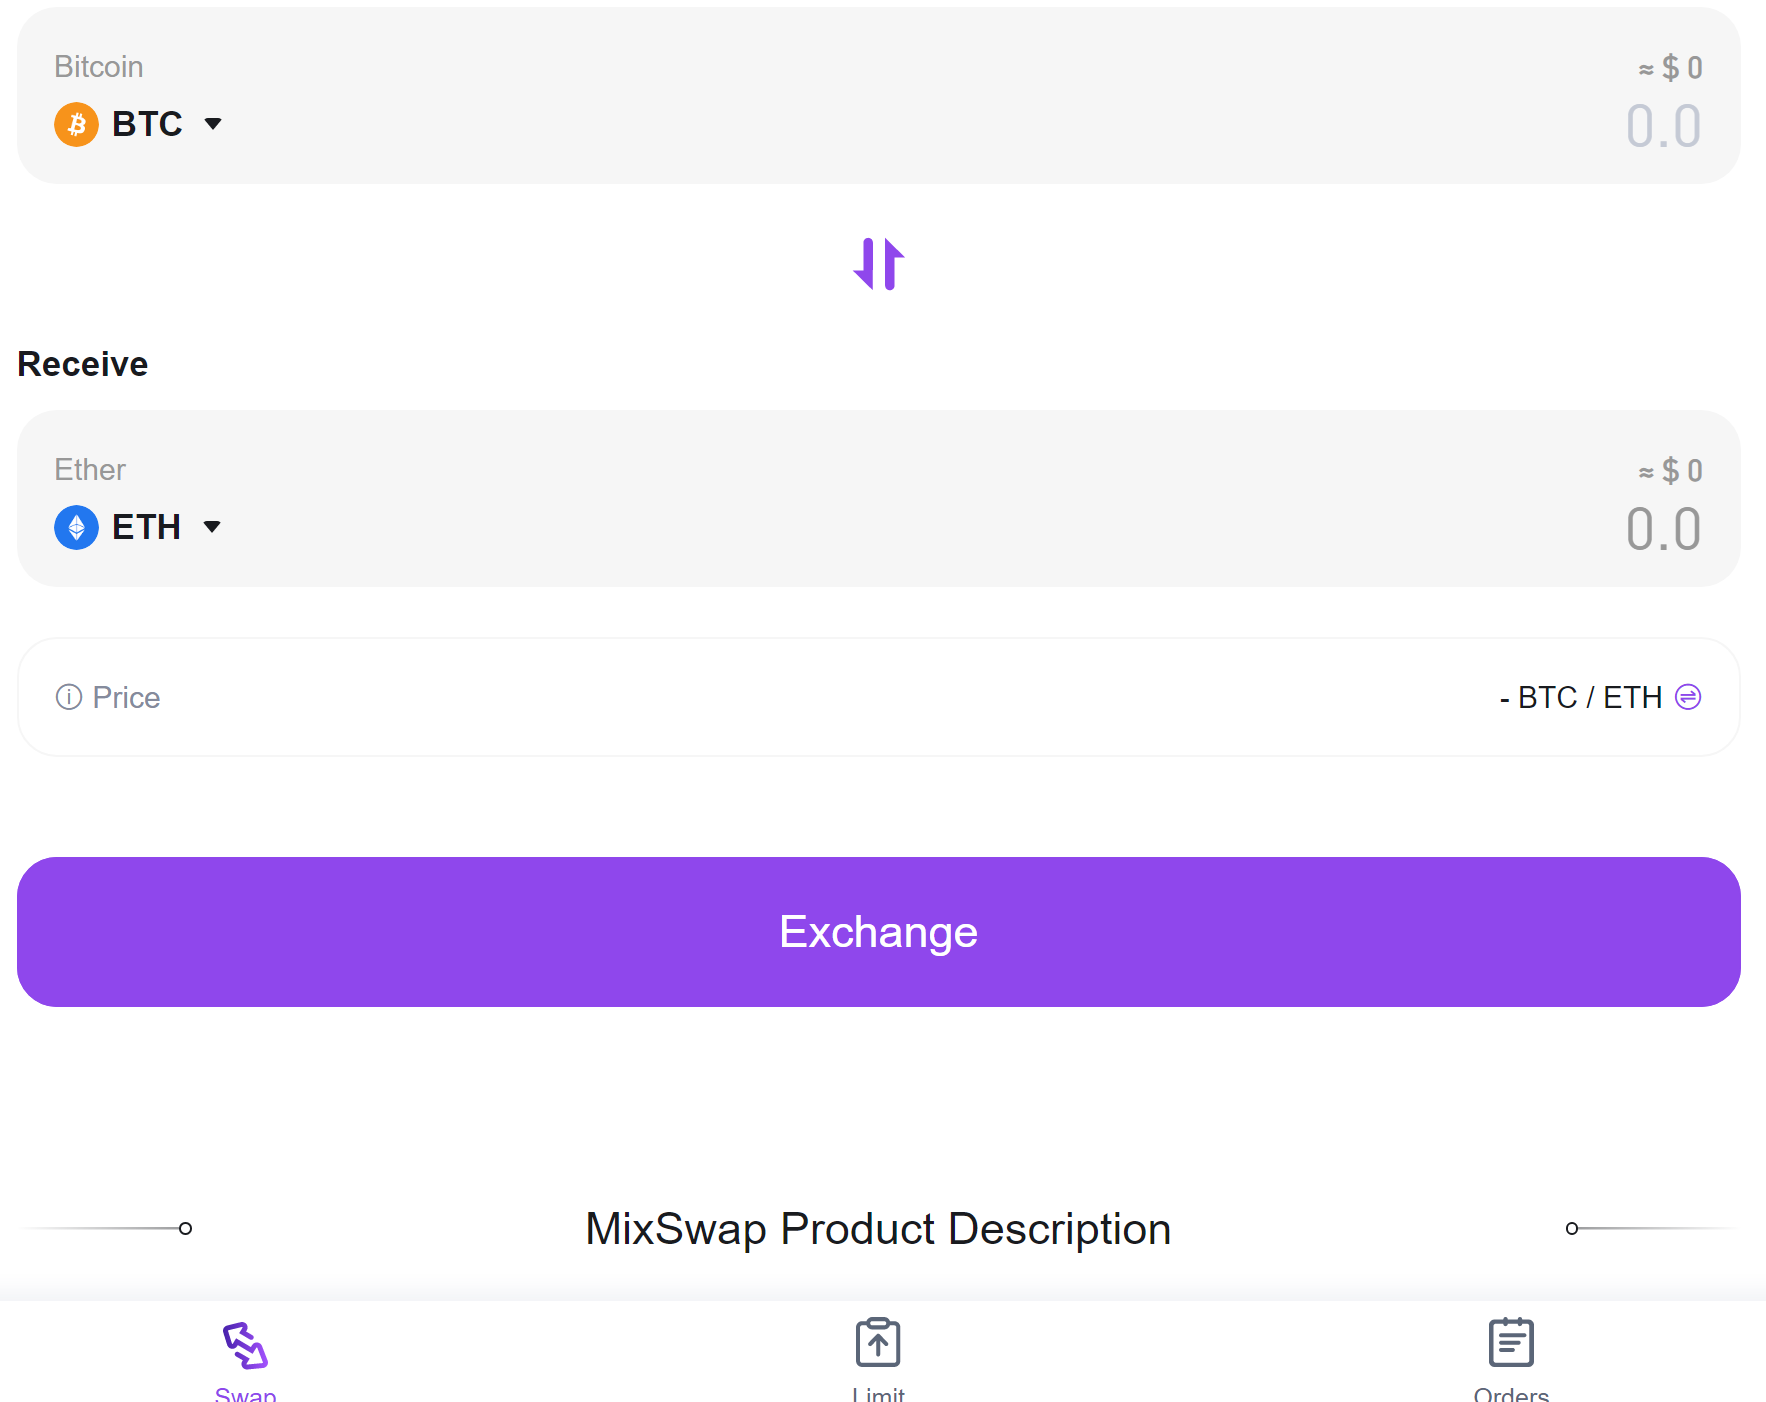 Bitcoin
≈ $ 0
BTC
0.0
Receive
Ether
≈ $ 0
ETH
0.0
Price
- BTC / ETH
Exchange
MixSwap Product Description
Swap
Limit
Orders